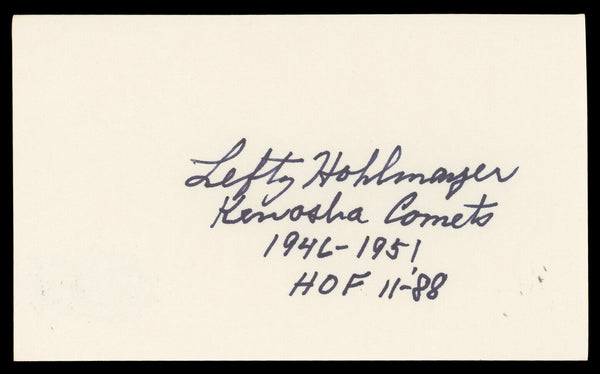 Lefty Hohlmayer
Kenosha Comets
1946-1951
HOF 11-88